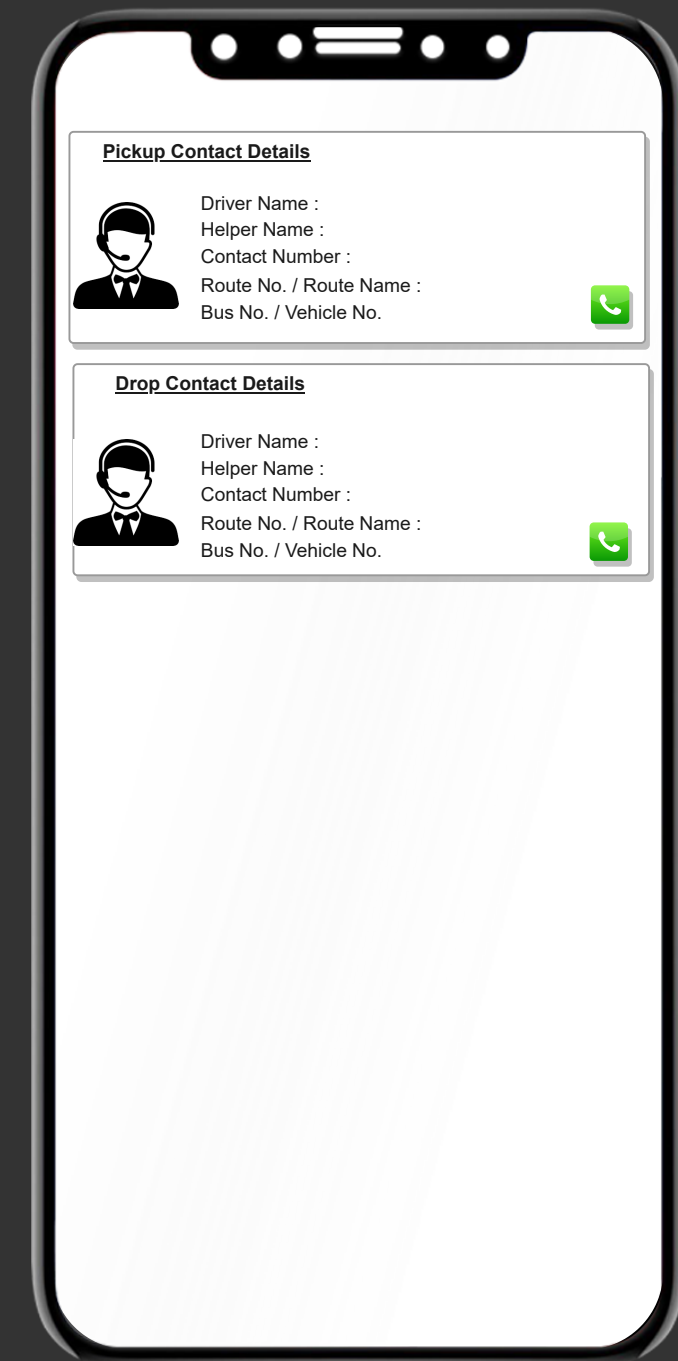 Pickup Contact Details
Driver Name :
Helper Name :
Contact Number :
Route No. / Route Name :
Bus No. / Vehicle No.
Drop Contact Details
Driver Name :
Helper Name :
Contact Number :
Route No. / Route Name :
Bus No. / Vehicle No.